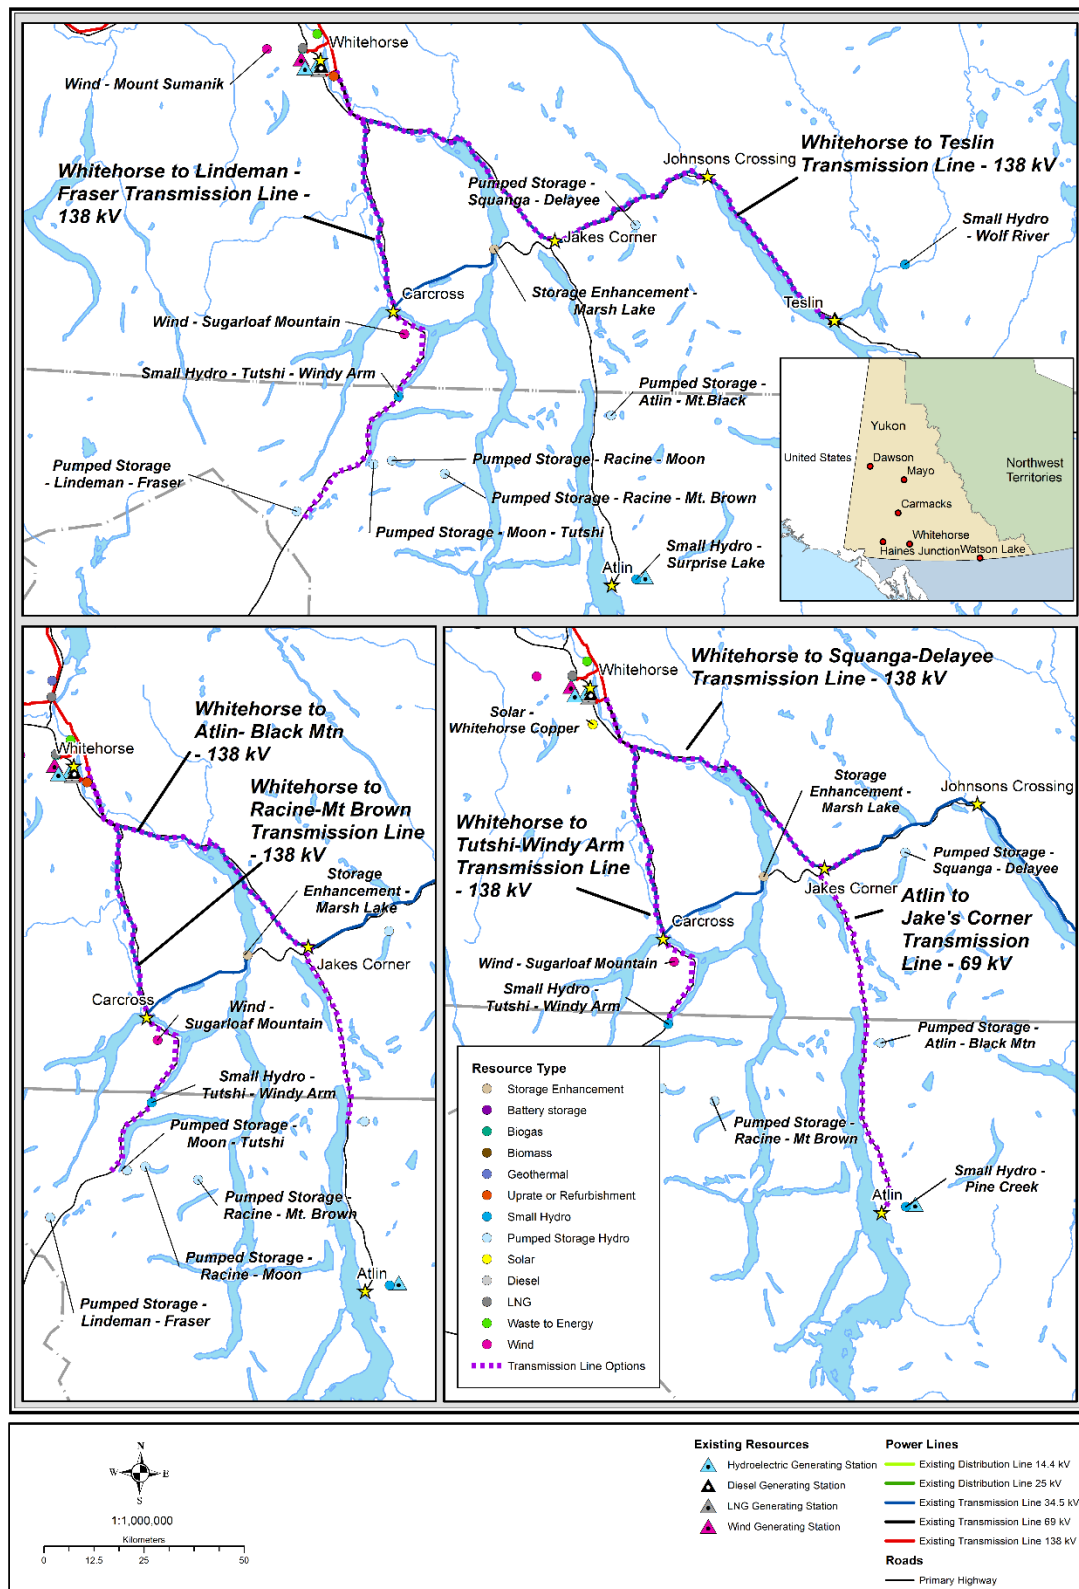 Whitehorse
Wind - Mount Sumanik
Whitehorse to Lindeman -
Fraser Transmission Line -
138 kV
Johnsons Crossing
Whitehorse to Teslin
Transmission Line - 138 kV
Pumped Storage -
Squanga - Delayee
Small Hydro
- Wolf River
Jakes Corner
Carcross
Storage Enhancement -
Marsh Lake
Teslin
Wind - Sugarloaf Mountain
Small Hydro - Tutshi - Windy Arm
Pumped Storage -
Atlin - Mt.Black
Pumped Storage
- Lindeman - Fraser
Pumped Storage - Racine - Moon
Pumped Storage - Racine - Mt. Brown
Pumped Storage - Moon - Tutshi
Small Hydro -
Surprise Lake
Atlin
Yukon
United States
Dawson
Mayo
Northwest
Territories
Carmacks
Whitehorse
Haines Junction
Watson Lake
Whitehorse to
Atlin- Black Mtn
- 138 kV
Whitehorse
Whitehorse to
Racine-Mt Brown
Transmission Line
- 138 kV
Storage
Enhancement -
Marsh Lake
Jakes Corner
Carcross
Wind -
Sugarloaf Mountain
Small Hydro -
Tutshi - Windy Arm
Pumped Storage -
Moon - Tutshi
Pumped Storage -
Racine - Mt. Brown
Pumped Storage -
Racine - Moon
Atlin
Pumped Storage -
Lindeman - Fraser
Whitehorse to Squanga-Delayee
Transmission Line - 138 kV
Whitehorse
Solar -
Whitehorse Copper
Storage
Enhancement -
Marsh Lake
Johnsons Crossing
Whitehorse to
Tutshi-Windy Arm
Transmission Line
- 138 kV
Pumped Storage -
Squanga - Delayee
Jakes Corner
Atlin to
Jake's Corner
Transmission
Line - 69 kV
Carcross
Wind - Sugarloaf Mountain
Small Hydro -
Tutshi - Windy Arm
Pumped Storage -
Atlin - Black Mtn
Pumped Storage -
Racine - Mt Brown
Small Hydro -
Pine Creek
Atlin
Resource Type
Storage Enhancement
Battery storage
Biogas
Biomass
Geothermal
Uprate or Refurbishment
Small Hydro
Pumped Storage Hydro
Solar
Diesel
LNG
Waste to Energy
Wind
Transmission Line Options
N
W E
S
1:1,000,000
Kilometers
0 12.5 25 50
Existing Resources
Hydroelectric Generating Station
Diesel Generating Station
LNG Generating Station
Wind Generating Station
Power Lines
Existing Distribution Line 14.4 kV
Existing Distribution Line 25 kV
Existing Transmission Line 34.5 kV
Existing Transmission Line 69 kV
Existing Transmission Line 138 kV
Roads
Primary Highway